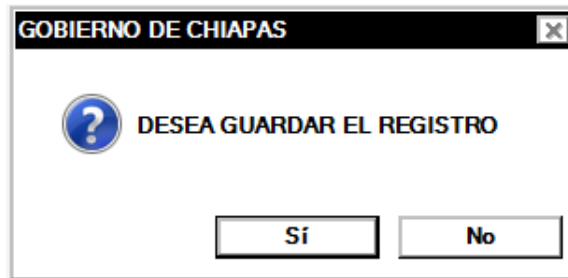 GOBIERNO DE CHIAPAS
DESEA GUARDAR EL REGISTRO
Sí
No